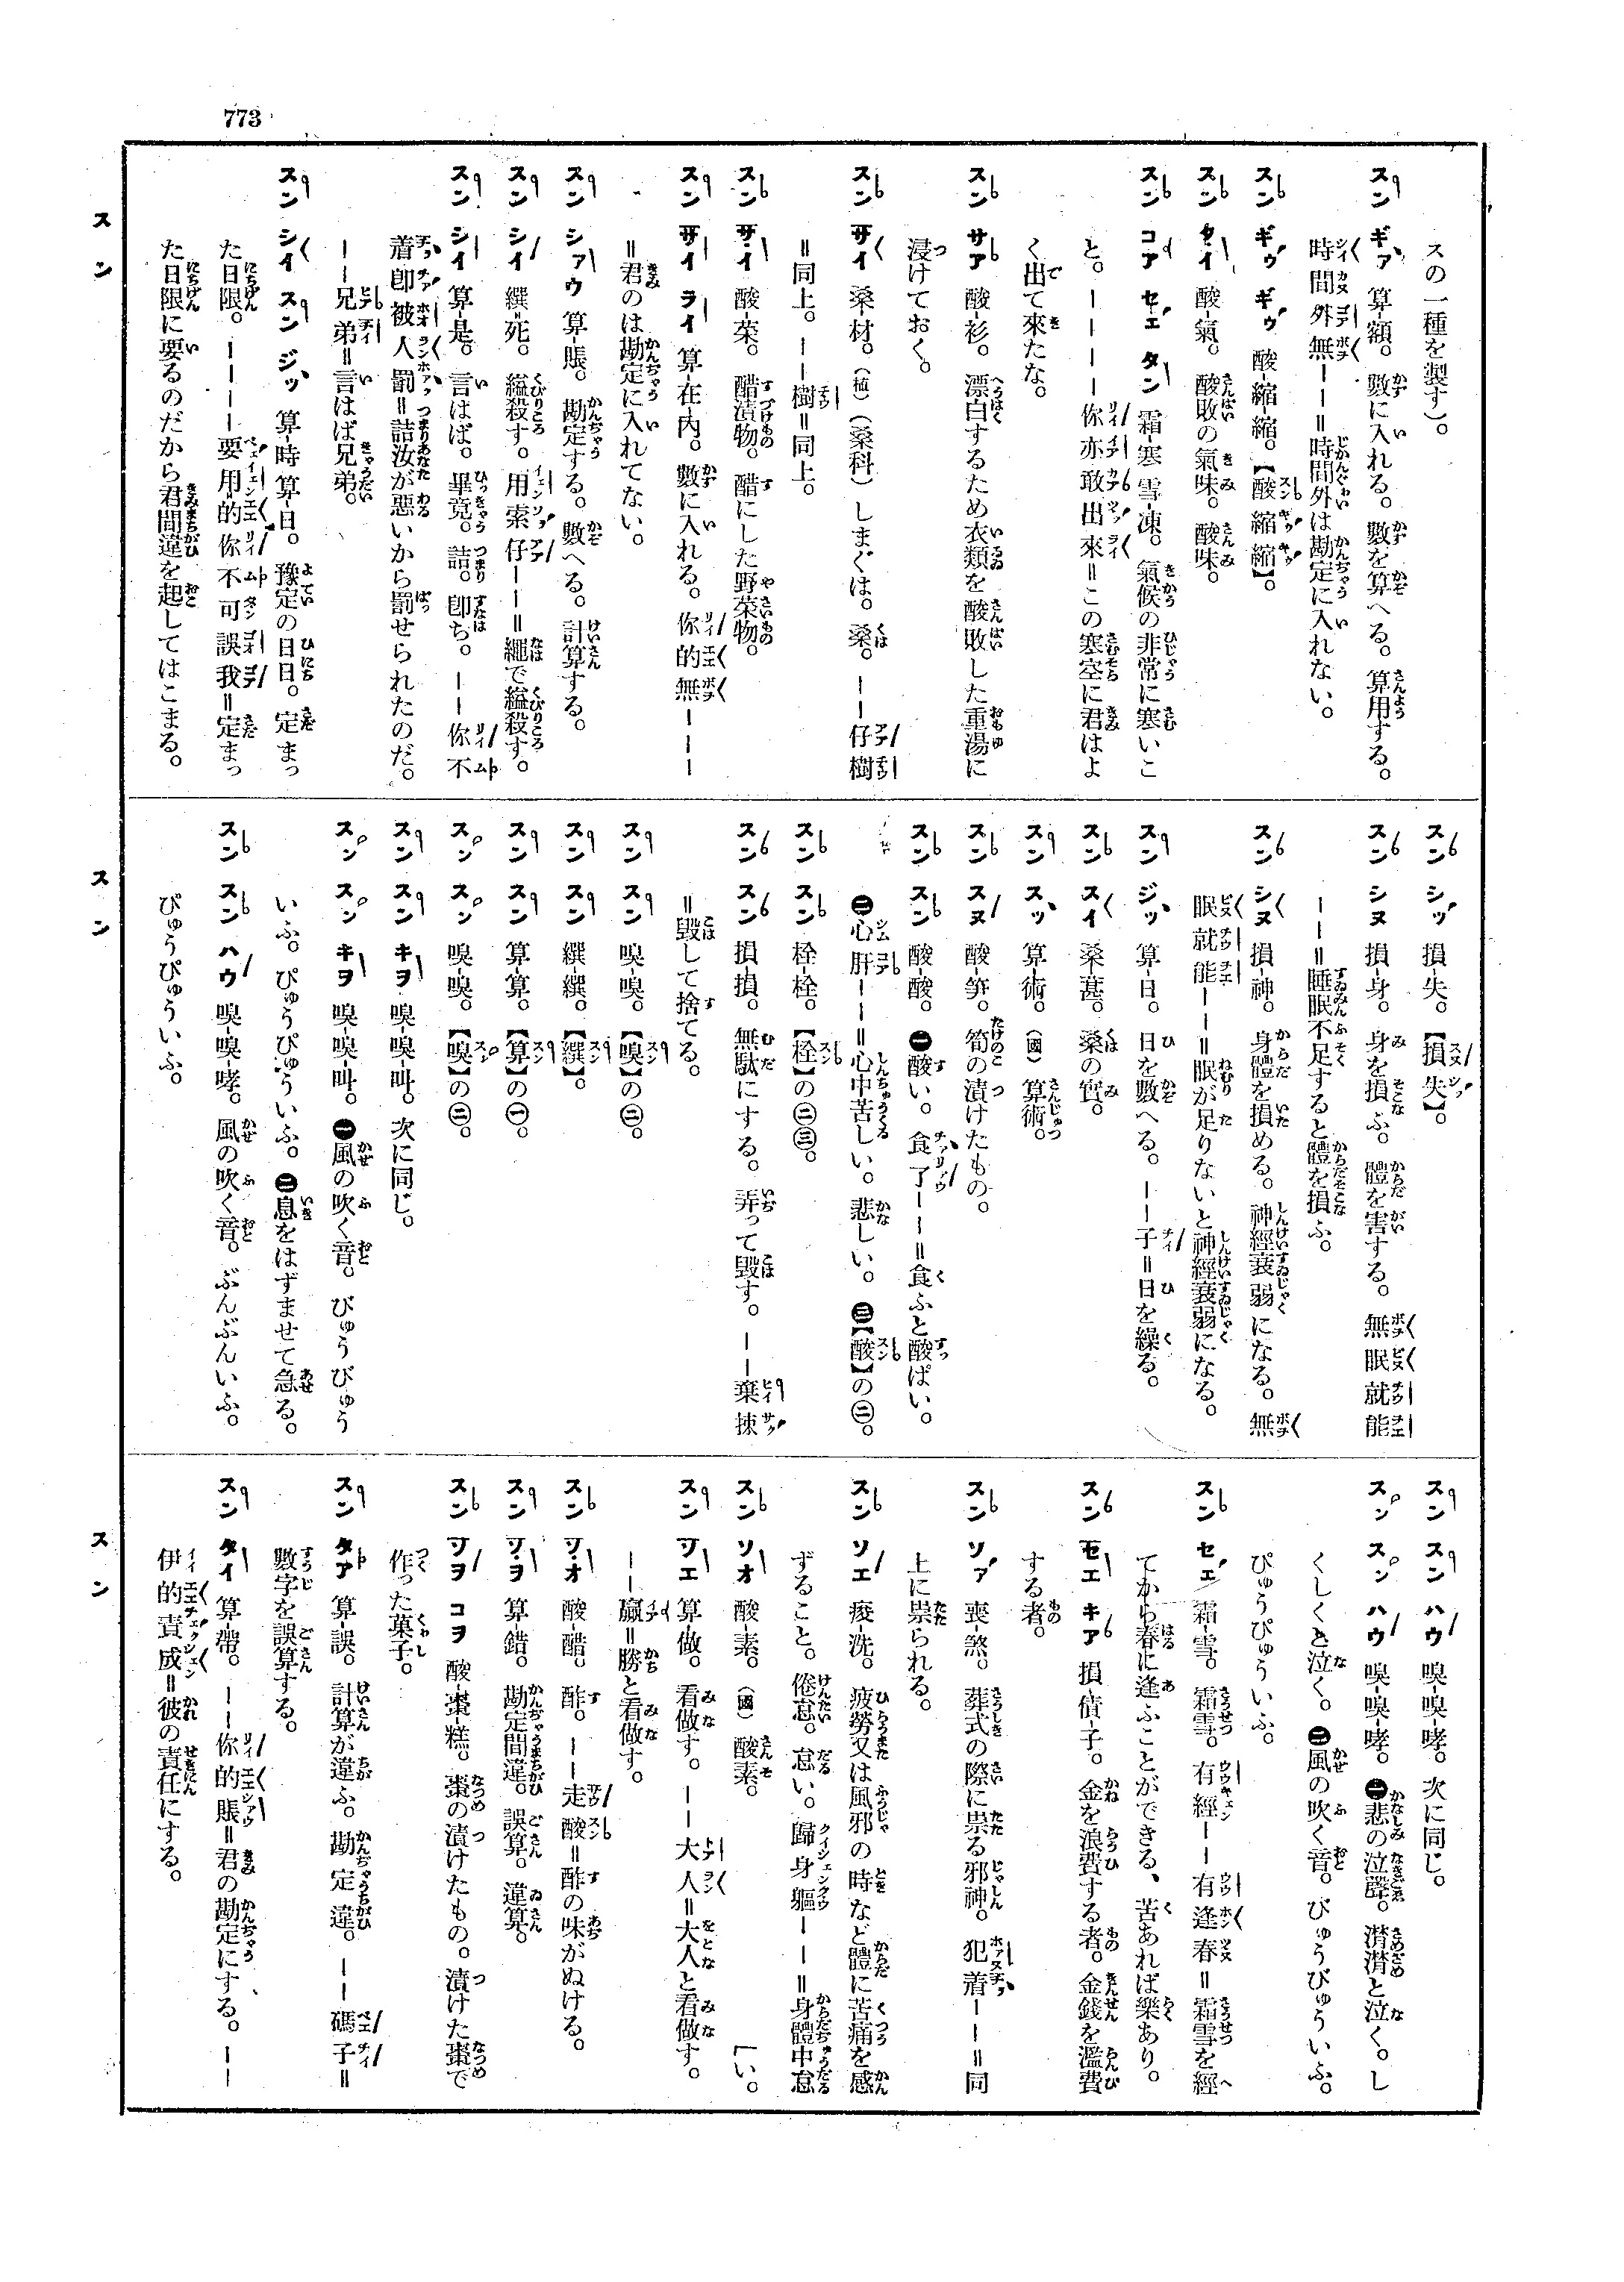 773
スの一種を製す)。
スン ギァ 算-額。數に入れる。數を算へる。算用する。
時間外無ーー=時間外は勘定に入れない。
スン ギゥ ギゥ 酸-縮-縮。【酸縮縮】。
スン タイ 酸-氣。酸敗の氣味。酸味。
スン コア セェ タン 霜-寒 雪-凍。氣候の非常に寒いこ
と。ーーーー你亦敢出來=この寒空に君はよ
く出て來たな。
スン サア 酸-衫。漂白するため衣類を酸敗した重湯に
浸けておく。
スン サイ 桑-材。(植)(桑科)しまぐは。桑。ーー仔樹
=同上。ーー樹=同上。
スン サイ 酸-菜。醋漬物。醋にした野菜物。
スン サイ ライ 算-在-內。數に入れる。你的無ーーー
=君のは勘定に入れてない。
スン シァウ 算-賬。勘定する。數へる。計算する。
スン シイ 繏-死。縊殺す。用索仔ーー=繩で縊殺す。
スン シイ 算-是。言はば。畢竟。詰。卽ち。ーー你不
着卽被人罰=詰汝が惡いから罰せられたのだ。
ーー兄弟=言はば兄弟。
スン シイ スン ジッ 算-時 算-日。豫定の日日。定まっ
た日限。ーーーー要用的你不可誤我=定まっ
た日限に要るのだから君間違を起してはこまる。
スン シッ 損-失。【損失】。
スン シヌ 損-身。身を損ふ。體を害する。無眠就能
ーー=睡眠不足すると體を損ふ。
スン シヌ 損-神。身體を損める。神經衰弱になる。無
眠就能ーー=眠が足りないと神經衰弱になる。
スン ジッ 算-日。日を數へる。ーー子=日を繰る。
スン スイ 桑-葚。桑の實。
スン スッ 算-術。(國)算術。
スン スヌ 酸-笋。筍の漬けたもの。
スン スン 酸-酸。㊀酸い。食了ーー=食ふと酸ぱい。
㊁心肝ーー=心中苦しい。悲しい。㊂【酸】の㊁。
スン スン 栓-栓。【栓】の㊁㊂。
スン スン 損-損。無駄にする。弄って毀す。ーー棄捒
=毀して捨てる。
スン スン 嗅-嗅。【嗅】の㊁。
スン スン 繏-繏。【繏】。
スン スン 算-算。【算】の㊀。
スン スン 嗅-嗅。【嗅】の㊁。
スン スン キヲ 嗅-嗅-叫。次に同じ。
スン スン キヲ 嗅-嗅-叫。㊀風の吹く音。びゅうびゅう
いふ。ぴゅうぴゅういふ。㊁息をはずませて急る。
スン スン ハウ 嗅-嗅-哮。風の吹く音。ぶんぶんいふ。
ぴゅうぴゅういふ。
スン スン ハウ 嗅-嗅-哮。次に同じ。
スン スン ハウ 嗅-嗅-哮。㊀悲の泣聲。潸潸と泣く。し
くしくと泣く。㊁風の吹く音。びゅうびゅういふ。
ぴゅうぴゅういふ。
スン セェ 霜-雪。霜雪。有經ーー有逢春=霜雪を經
てから春に逢ふことができる、苦あれば樂あり。
スン セエ キア 損-債-子。金を浪費する者。金錢を濫費
する者。
スン ソァ 喪-煞。葬式の際に祟る邪神。犯着ーー=同
上に祟られる。
スン ソエ 痠-洗。疲勞又は風邪の時など體に苦痛を感
ずること。倦怠。怠い。歸身軀ーー=身體中怠
い。
スン ソオ 酸-素。(國)酸素。
スン ソエ 算-做。看做す。ーー大人=大人と看做す。
ーー贏=勝と看做す。
スン ソオ 酸-醋。酢。ーー走酸=酢の味がぬける。
スン ソヲ 算-錯。勘定間違。誤算。違算。
スン ソヲ コヲ 酸-棗-糕。棗の漬けたもの。漬けた棗で
作った菓子。
スン タア 算-誤。計算が違ふ。勘定違。ーー碼子=
數字を誤算する。
スン タイ 算-帶。ーー你的賬=君の勘定にする。ーー
伊的責成=彼の責任にする。
スン
スン
スン